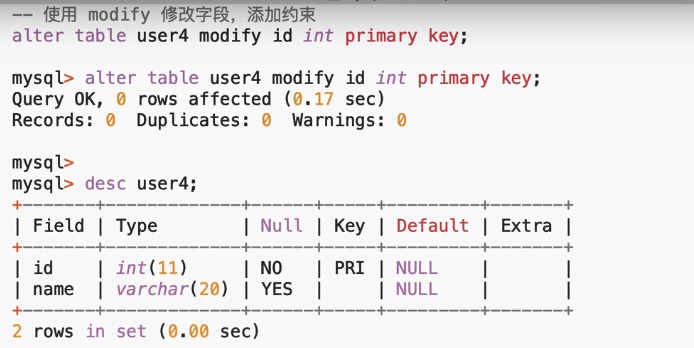 -- 使用 modify 修改字段，添加约束
alter table user4 modify id int primary key;
mysql> alter table user4 modify id int primary key;
Query OK, 0 rows affected (0.17 sec)
Records: 0  Duplicates: 0  Warnings: 0
mysql>
mysql> desc user4;
+-------+-------------+------+-----+---------+-------+
| Field | Type        | Null | Key | Default | Extra |
+-------+-------------+------+-----+---------+-------+
| id    | int(11)     | NO   | PRI | NULL    |       |
| name  | varchar(20) | YES  |     | NULL    |       |
+-------+-------------+------+-----+---------+-------+
2 rows in set (0.00 sec)